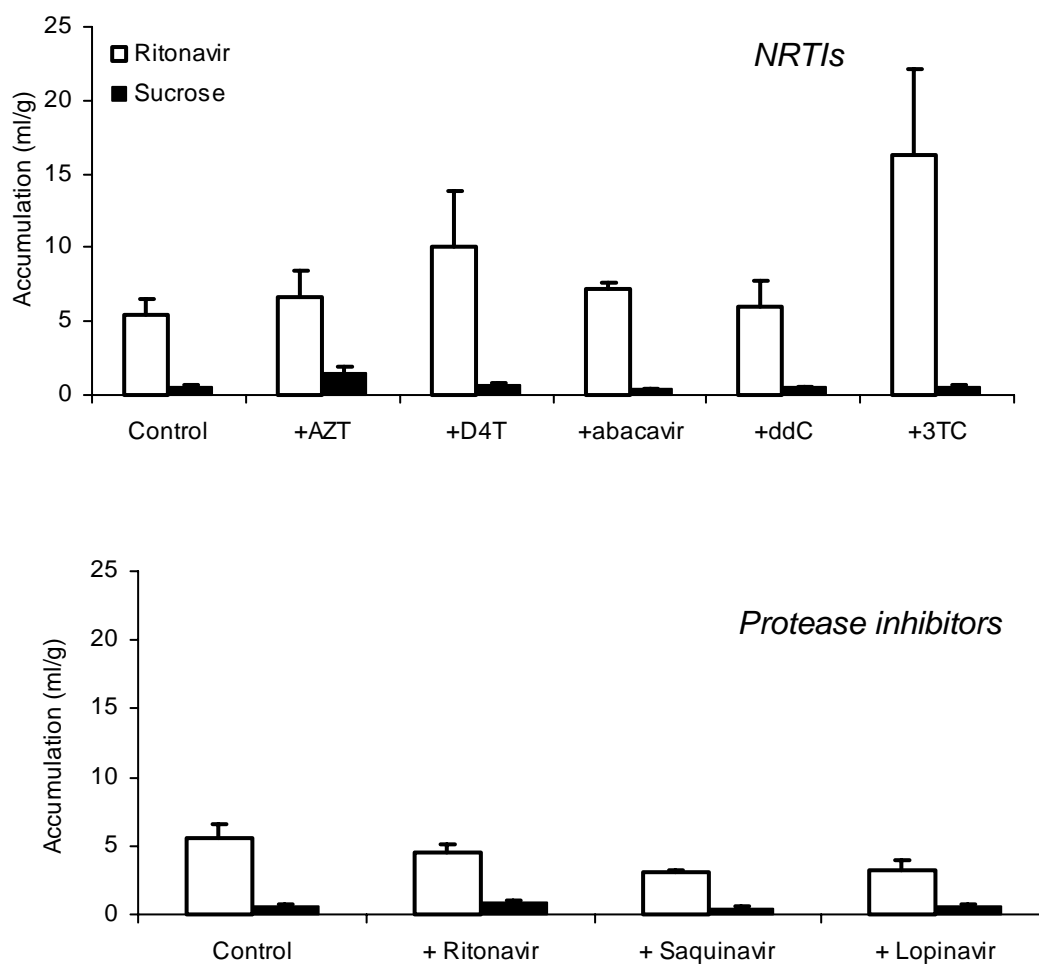 25
Ritonavir
NRTIs
Sucrose
20
15
10
5
0
Accumulation (ml/g)
Control +AZT +D4T +abacavir +ddC +3TC
25
20
Protease inhibitors
15
10
5
0
Accumulation (ml/g)
Control + Ritonavir + Saquinavir + Lopinavir